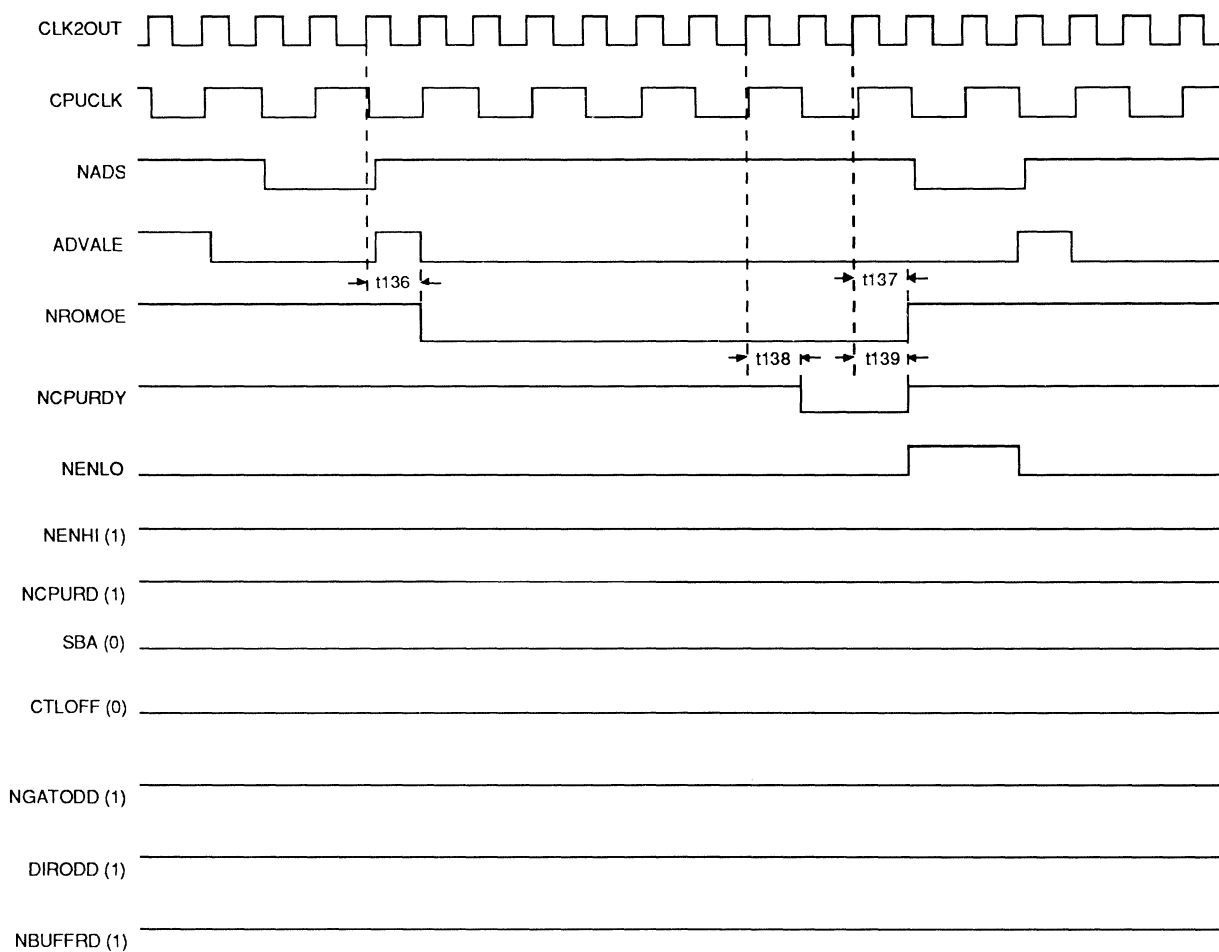 CLK2OUT
CPUCLK
NADS
ADVALE
t136
t137
NROMOE
t138
t139
NCPURDY
NENLO
NENHI (1)
NCPURD (1)
SBA (0)
CTLOFF (0)
NGATODD (1)
DIRODD (1)
NBUFFRD (1)